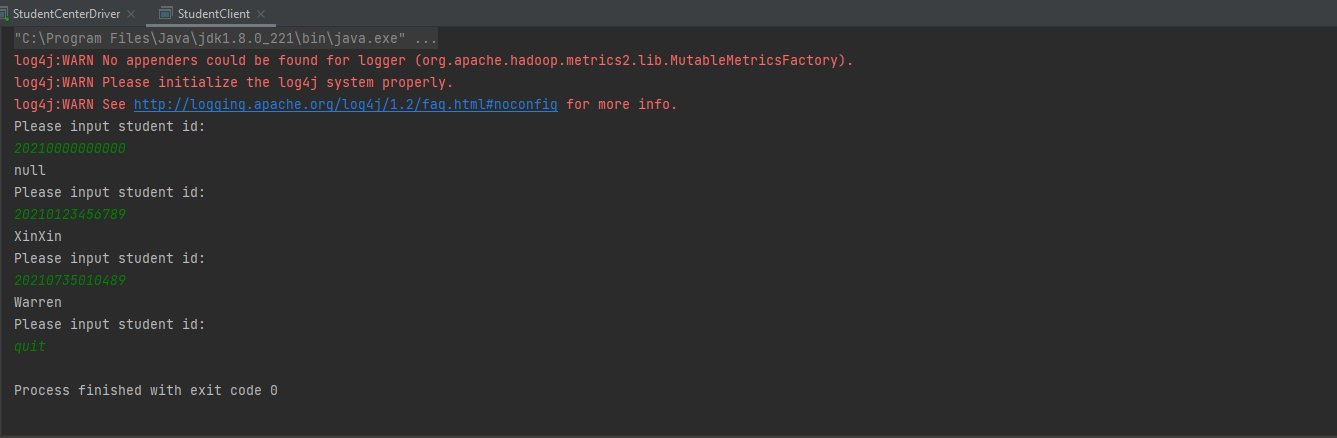 StudentCenterDriver StudentClient
"C:\Program Files\Java\jdk1.8.0_221\bin\java.exe" ...
log4j:WARN No appenders could be found for logger (org.apache.hadoop.metrics2.lib.MutableMetricsFactory).
log4j:WARN Please initialize the log4j system properly.
log4j:WARN See http://logging.apache.org/log4j/1.2/faq.html#noconfig for more info.
Please input student id:
20210000000000
null
Please input student id:
20210123456789
XinXin
Please input student id:
20210735010489
Warren
Please input student id:
quit
Process finished with exit code 0